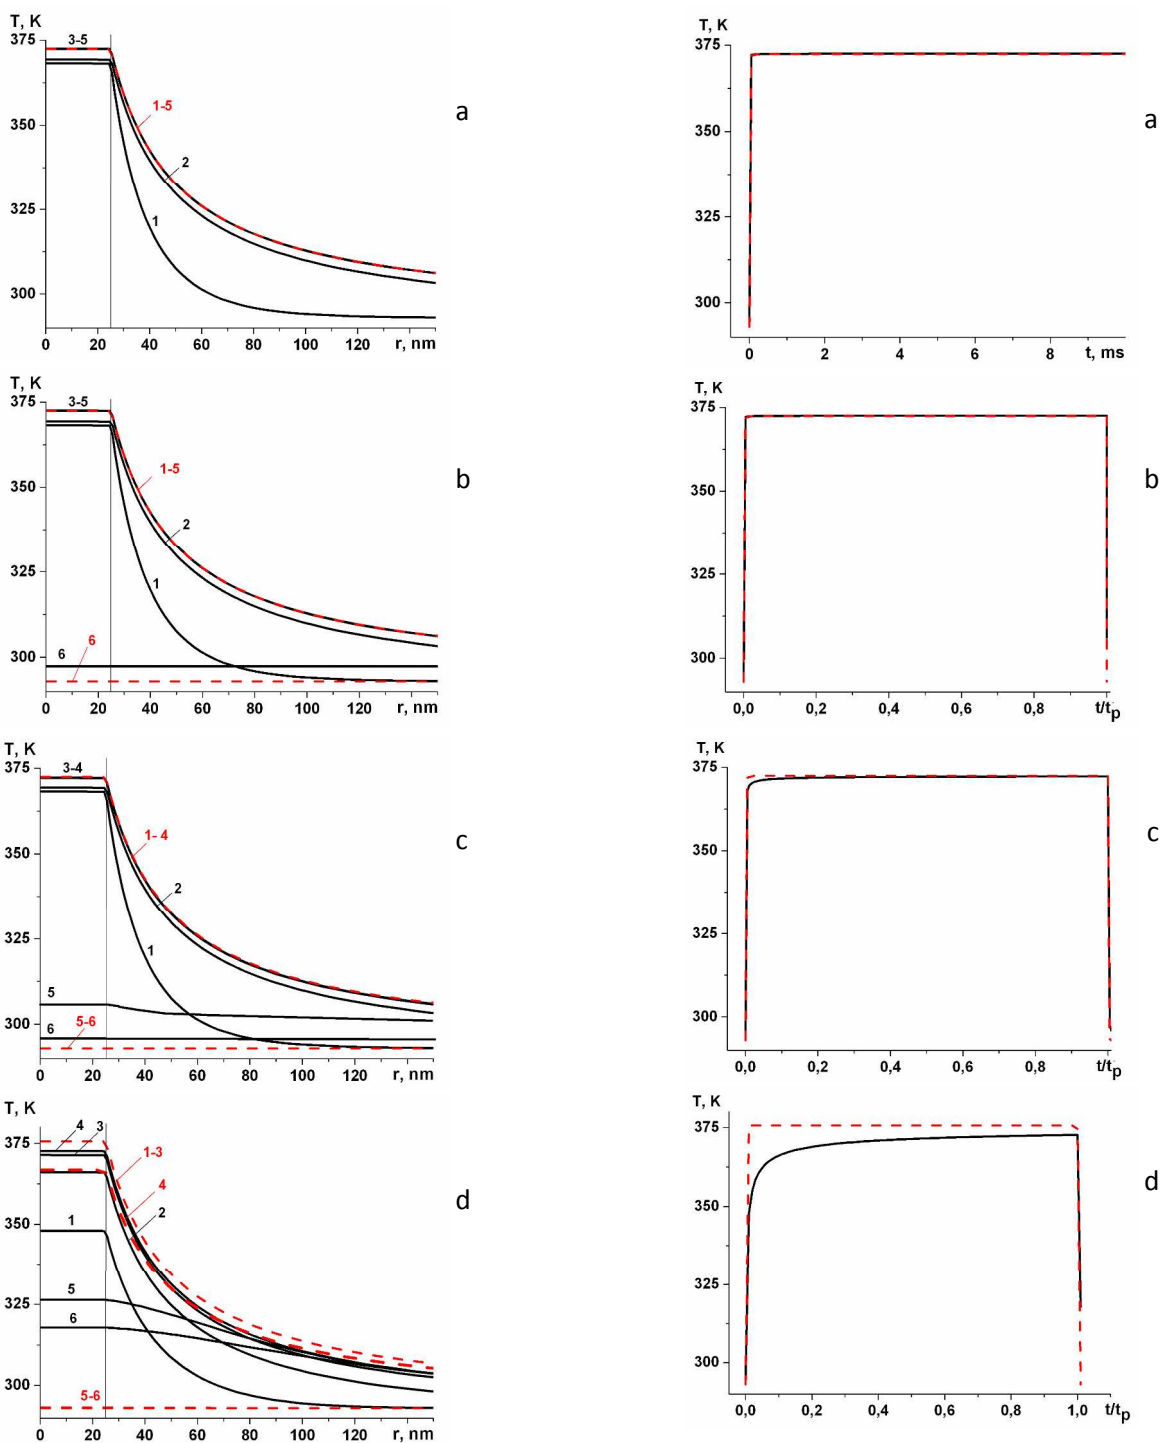 T, K
375
3-5
1-5
350
2
325
1
300
0 20 40 60 80 100 120 r, nm
a
T, K
375
350
325
300
0 2 4 6 8 t, ms
a
T, K
375
3-5
1-5
350
2
325
1
6
300
6
0 20 40 60 80 100 120 r, nm
b
T, K
375
350
325
300
0,0 0,2 0,4 0,6 0,8 t/tp
b
T, K
375
3-4
1- 4
350
2
325
1
5
300
6
5-6
0 20 40 60 80 100 120 r, nm
c
T, K
375
350
325
300
0,0 0,2 0,4 0,6 0,8 t/tp
c
T, K
375
4 3
1-3
4
350
2
1
325
5
6
300
5-6
0 20 40 60 80 100 120 r, nm
d
T, K
375
350
325
300
0,0 0,2 0,4 0,6 0,8 1,0 t/tp
d